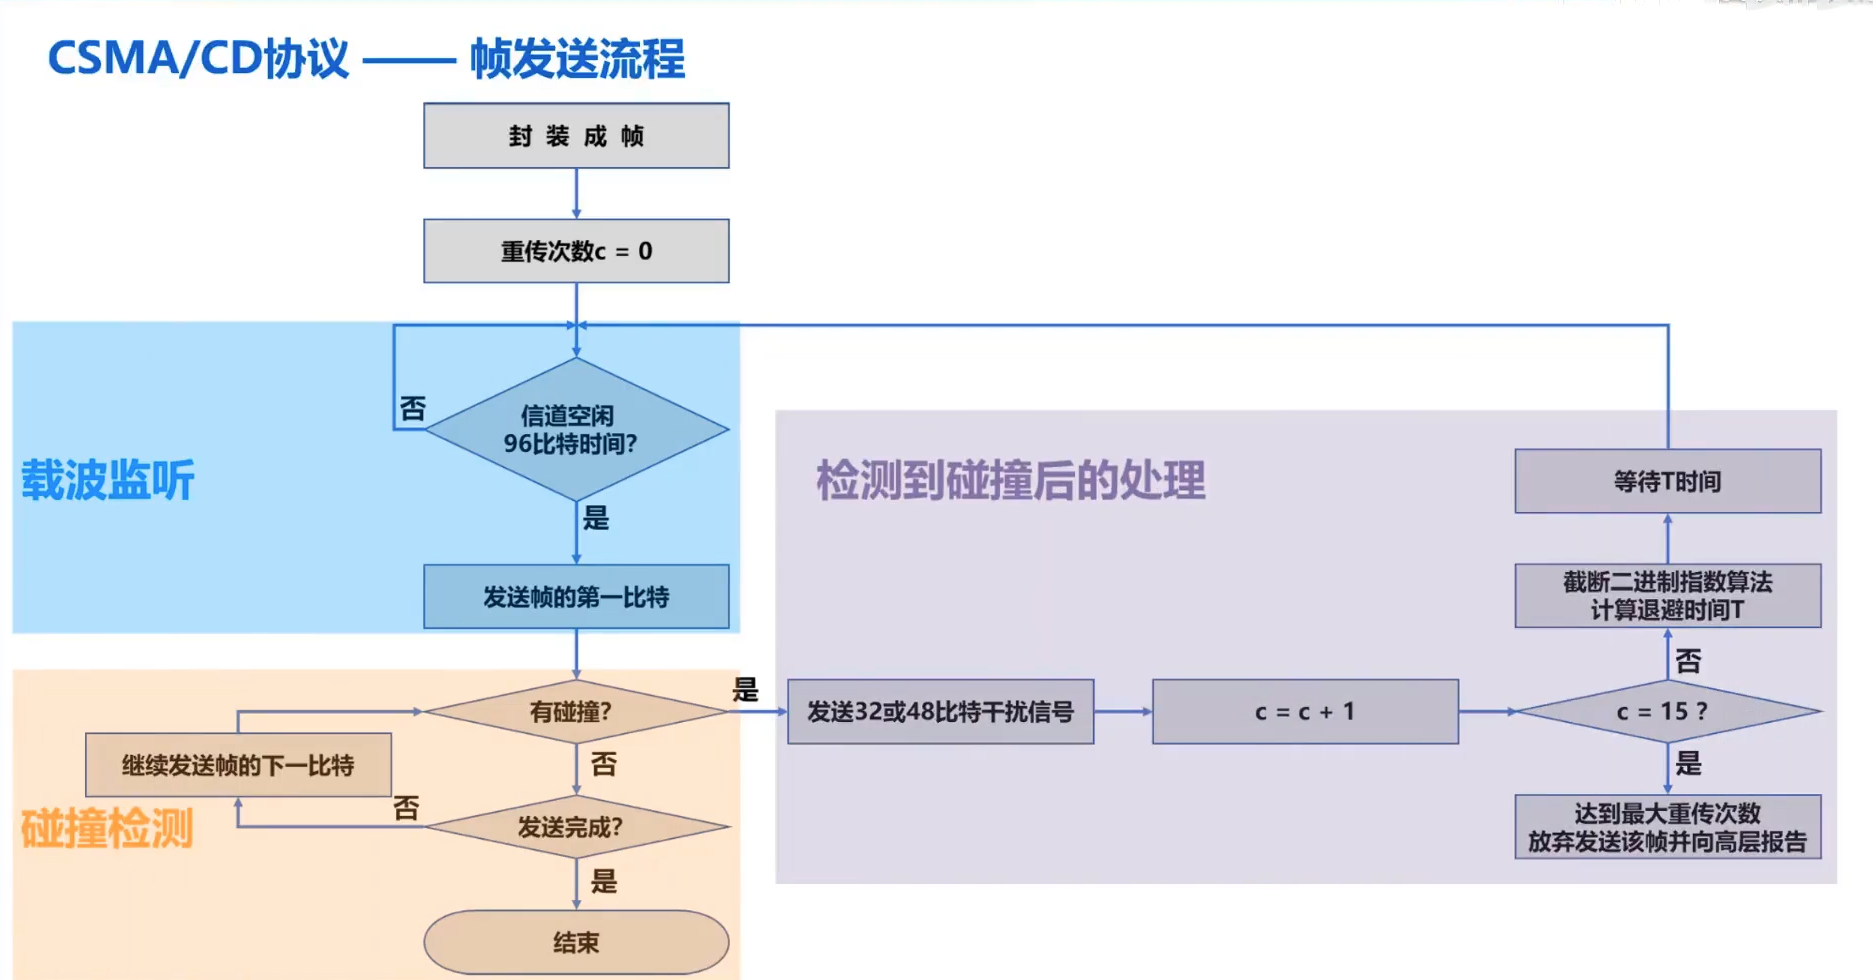 CSMA/CD协议 —— 帧发送流程
封 装 成 帧
重传次数c = 0
否
信道空闲
96比特时间?
载波监听
是
发送帧的第一比特
检测到碰撞后的处理
等待T时间
截断二进制指数算法
计算退避时间T
否
有碰撞?
是
发送32或48比特干扰信号
c = c + 1
c = 15 ?
继续发送帧的下一比特
否
是
碰撞检测
否
发送完成?
达到最大重传次数
放弃发送该帧并向高层报告
是
结束